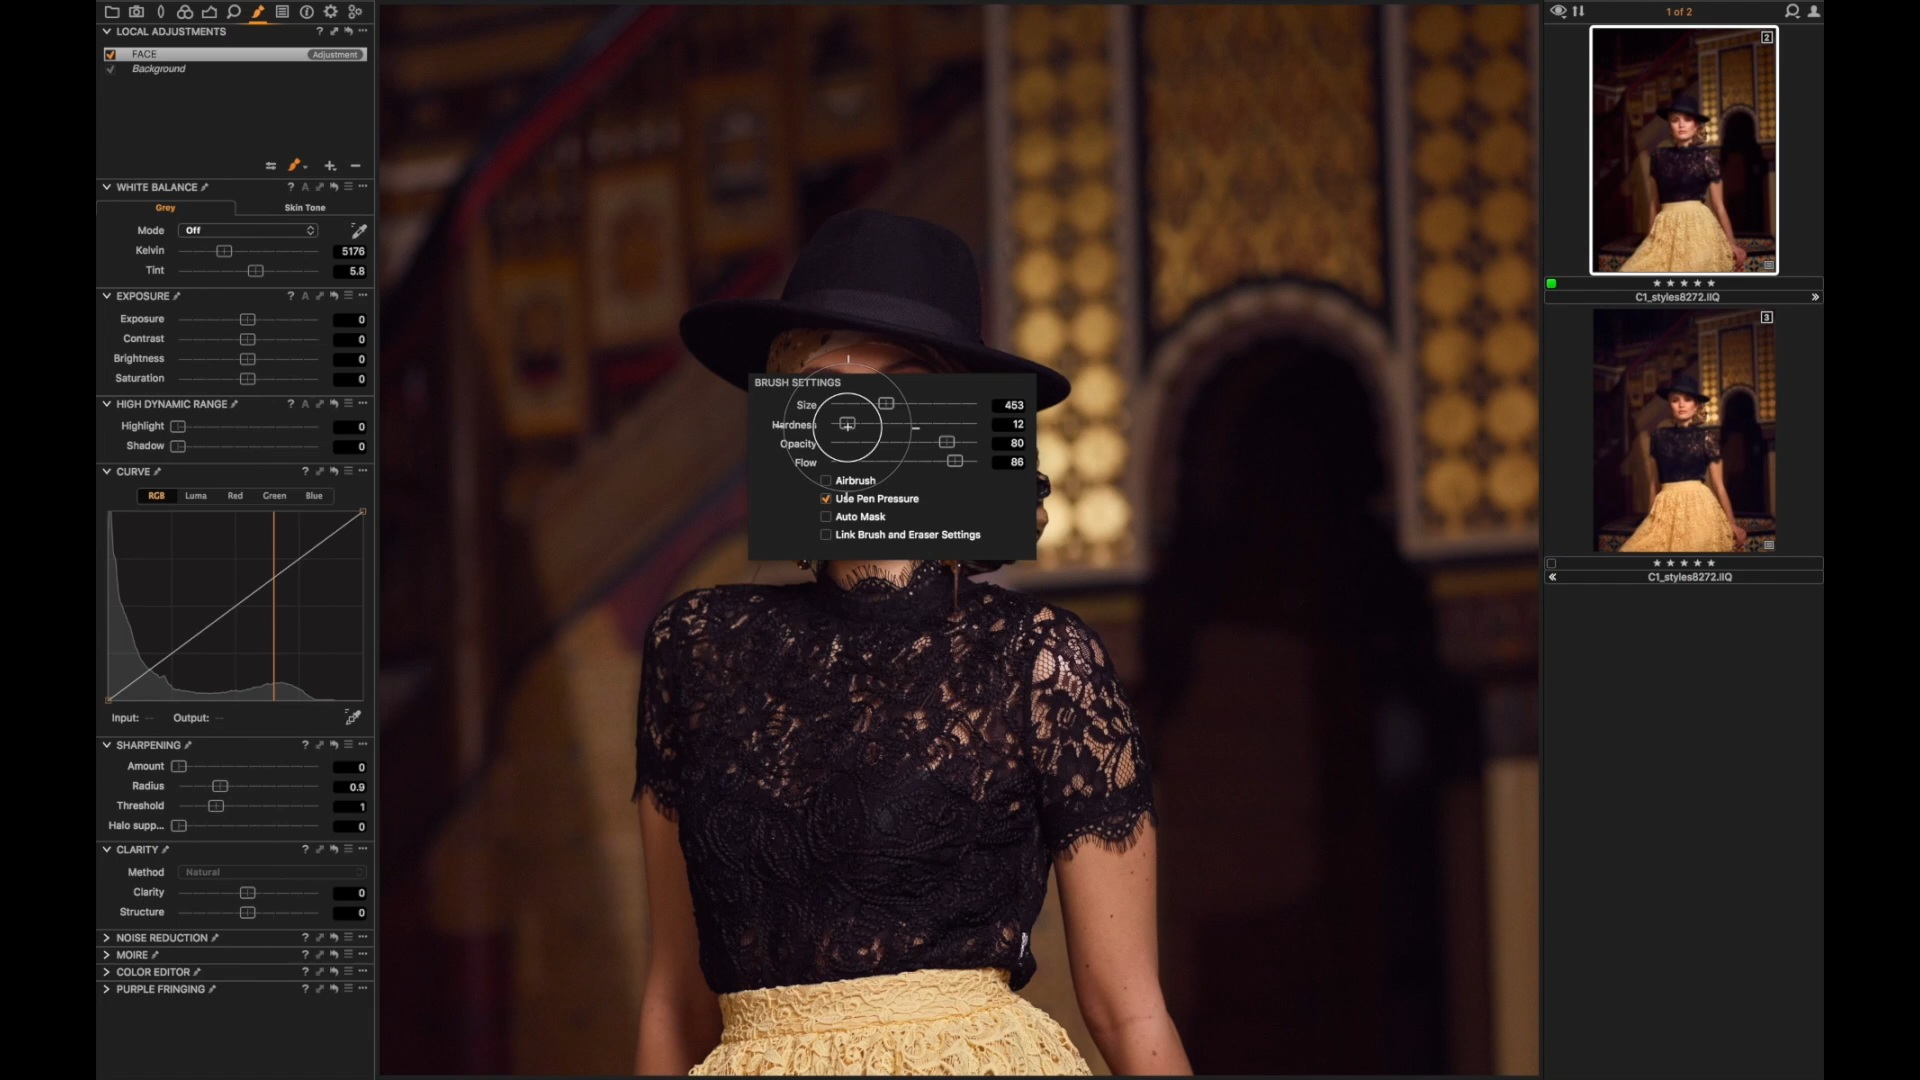 LOCAL ADJUSTMENTS ?
FACE Adjustment
Background
WHITE BALANCE ? A
Grey Skin Tone
Mode Off
Kelvin 5176
Tint 5.8
EXPOSURE ? A
Exposure 0
Contrast 0
Brightness 0
Saturation 0
HIGH DYNAMIC RANGE ? A
Highlight 0
Shadow 0
CURVE ?
RGB Luma Red Green Blue
Input: -- Output: --
SHARPENING ?
Amount 0
Radius 0.9
Threshold 1
Halo supp... 0
CLARITY ?
Method Natural
Clarity 0
Structure 0
NOISE REDUCTION ?
MOIRE ?
COLOR EDITOR ?
PURPLE FRINGING ?
BRUSH SETTINGS
Size 453
Hardness 12
Opacity 80
Flow 86
Airbrush
Use Pen Pressure
Auto Mask
Link Brush and Eraser Settings
1 of 2
2
C1_styles8272.IIQ
3
C1_styles8272.IIQ